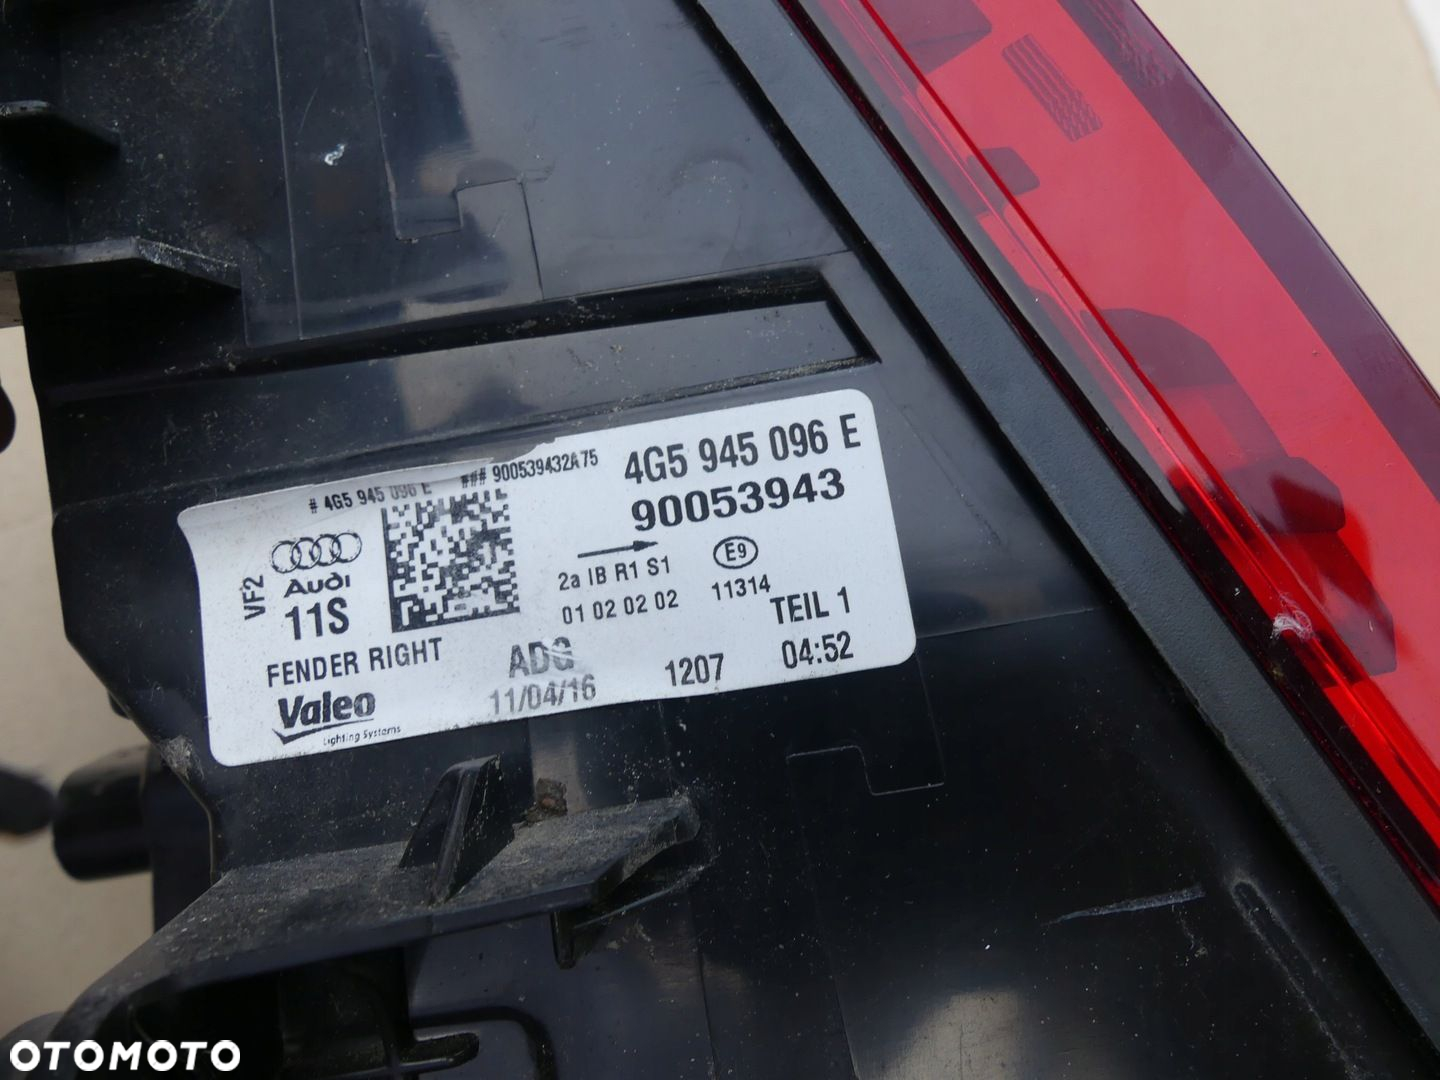 # 4G5 945 096 E ### 900539432A75
4G5 945 096 E
90053943
VF2
Audi
11S
2a IB R1 S1
E9
01 02 02 02
11314
TEIL 1
FENDER RIGHT
ADG
1207
04:52
Valeo
Lighting Systems
11/04/16
OTOMOTO